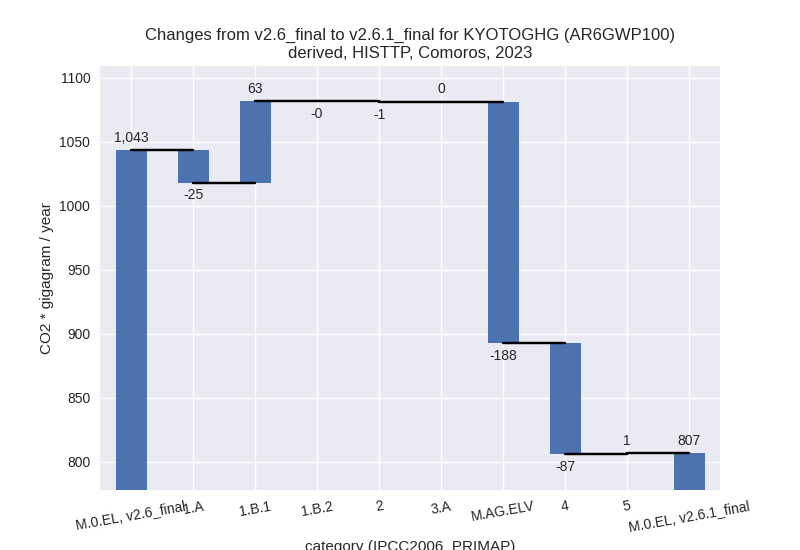 Changes from v2.6_final to v2.6.1_final for KYOTOGHG (AR6GWP100)
derived, HISTTP, Comoros, 2023
CO2 * gigagram / year
1100
1050
1000
950
900
850
800
1,043
-25
63
-0
-1
0
-188
-87
1
807
M.0.EL, v2.6_final
1.A
1.B.1
1.B.2
2
3.A
M.AG.ELV
4
5
M.0.EL, v2.6.1_final
category (IPCC2006_PRIMAP)